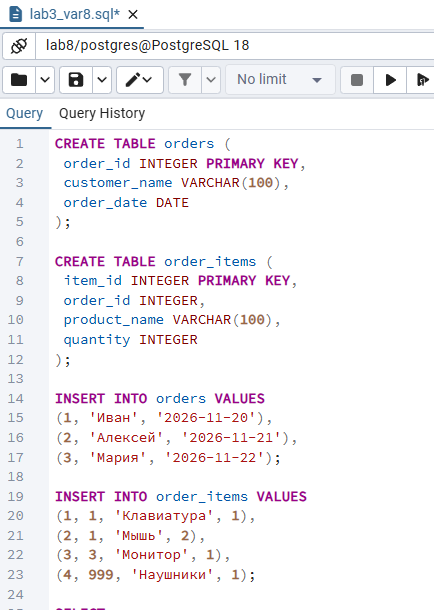 lab3_var8.sql*
lab8/postgres@PostgreSQL 18
No limit
Query Query History
1 CREATE TABLE orders (
2 order_id INTEGER PRIMARY KEY,
3 customer_name VARCHAR(100),
4 order_date DATE
5 );
6
7 CREATE TABLE order_items (
8 item_id INTEGER PRIMARY KEY,
9 order_id INTEGER,
10 product_name VARCHAR(100),
11 quantity INTEGER
12 );
13
14 INSERT INTO orders VALUES
15 (1, 'Иван', '2026-11-20'),
16 (2, 'Алексей', '2026-11-21'),
17 (3, 'Мария', '2026-11-22');
18
19 INSERT INTO order_items VALUES
20 (1, 1, 'Клавиатура', 1),
21 (2, 1, 'Мышь', 2),
22 (3, 3, 'Монитор', 1),
23 (4, 999, 'Наушники', 1);
24